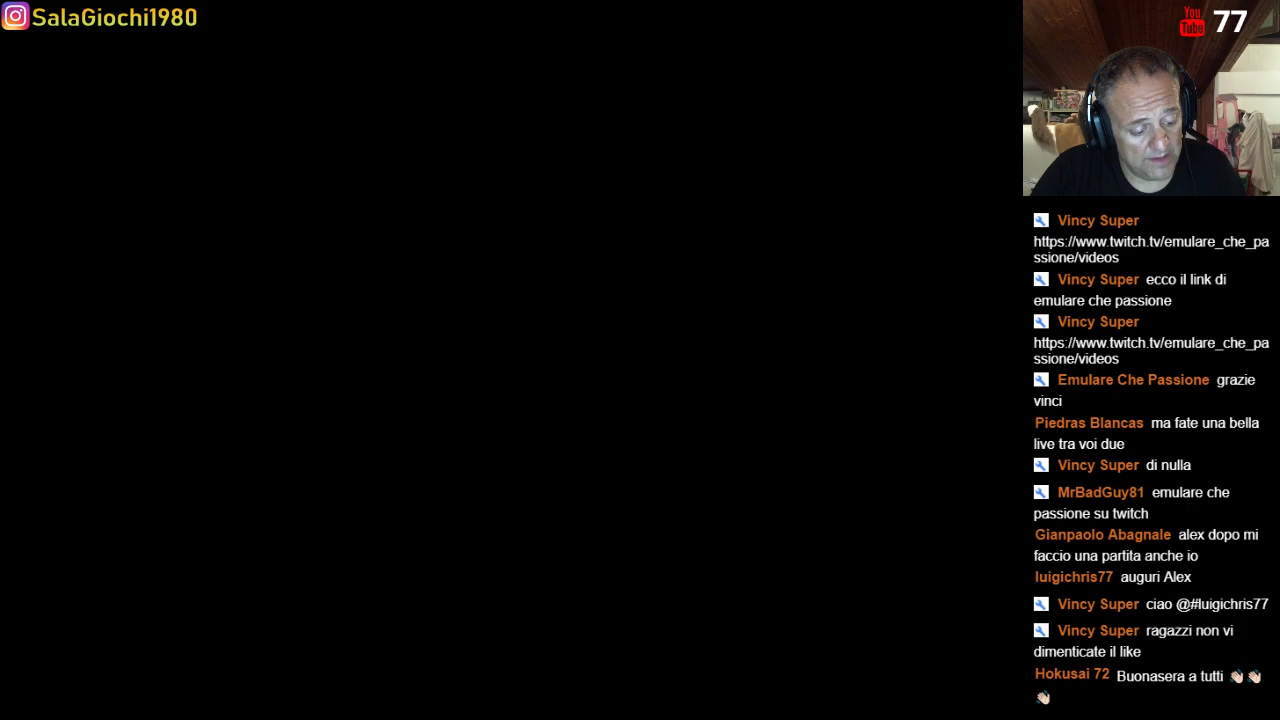 SalaGiochi1980
You
Tube 77
Vincy Super
https://www.twitch.tv/emulare_che_pa
ssione/videos
Vincy Super ecco il link di
emulare che passione
Vincy Super
https://www.twitch.tv/emulare_che_pa
ssione/videos
Emulare Che Passione grazie
vinci
Piedras Blancas ma fate una bella
live tra voi due
Vincy Super di nulla
MrBadGuy81 emulare che
passione su twitch
Gianpaolo Abagnale alex dopo mi
faccio una partita anche io
luigichris77 auguri Alex
Vincy Super ciao @#luigichris77
Vincy Super ragazzi non vi
dimenticate il like
Hokusai 72 Buonasera a tutti 👋🏻👋🏻
👋🏻